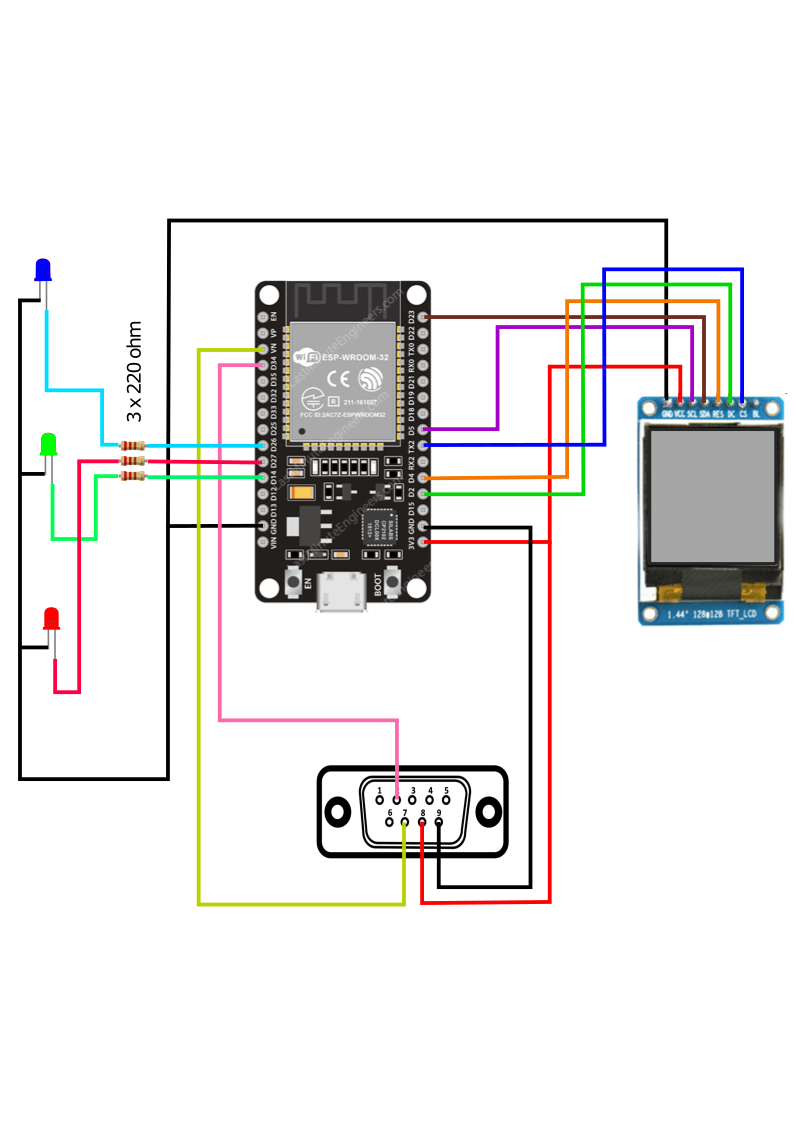 3 x 220 ohm
EN
VP
VN
D34
D35
D32
D33
D25
D26
D27
D14
D12
D13
GND
VIN
D23
D22
TX0
RX0
D21
D19
D18
D5
TX2
RX2
D4
D2
D15
GND
3V3
WiFi ESP-WROOM-32
CE
R 211-161007
FCC ID:2AC7Z-ESPWROOM32
EN
BOOT
GND VCC SCL SDA RES DC CS BL
1.44" 128*128 TFT_LCD
1 3 4 5
6 7 8 9